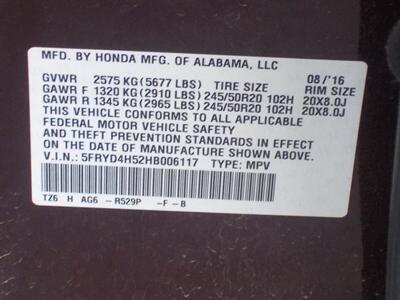 MFD. BY HONDA MFG. OF ALABAMA, LLC
GVWR 2575 KG (5677 LBS) TIRE SIZE 08/'16 RIM SIZE
GAWR F 1320 KG (2910 LBS) 245/50R20 102H 20X8.0J
GAWR R 1345 KG (2965 LBS) 245/50R20 102H 20X8.0J
THIS VEHICLE CONFORMS TO ALL APPLICABLE
FEDERAL MOTOR VEHICLE SAFETY
AND THEFT PREVENTION STANDARDS IN EFFECT
ON THE DATE OF MANUFACTURE SHOWN ABOVE.
V.I.N.: 5FRYD4H52HB006117 TYPE: MPV
TZ6 H AG6 - R529P -F-B